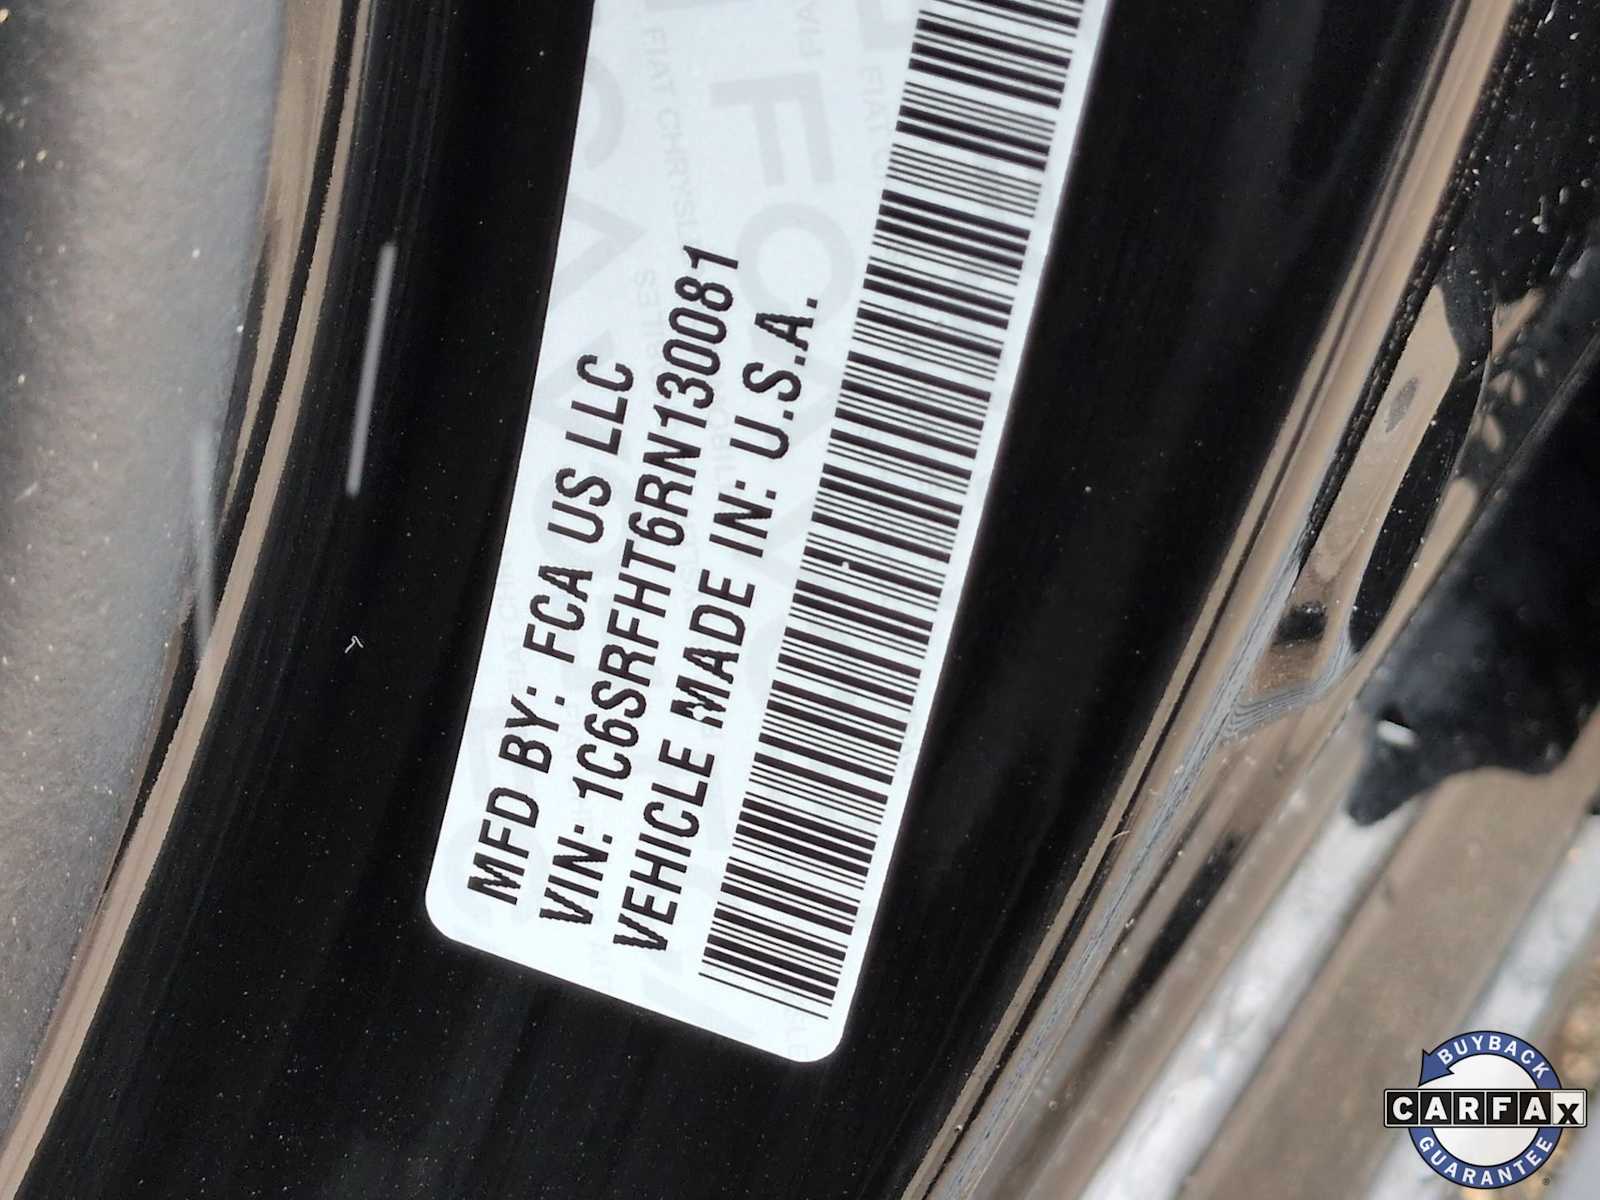 MFD BY: FCA US LLC
VIN: 1C6SRFHT6RN130081
VEHICLE MADE IN: U.S.A.
BUYBACK
CARFAX
GUARANTEE